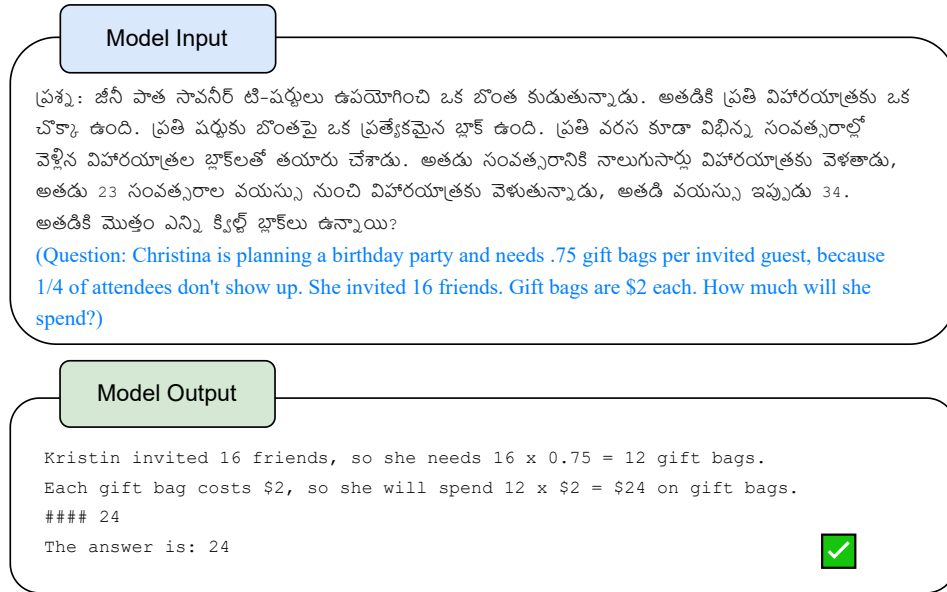 Model Input
ప్రశ్న: జీనీ పాత సావనీర్ టి-షర్టులు ఉపయోగించి ఒక బొంత కుడుతున్నాడు. అతడికి ప్రతి విహారయాత్రకు ఒక
చొక్కా ఉంది. ప్రతి షర్టుకు బొంతపై ఒక ప్రత్యేకమైన బ్లాక్ ఉంది. ప్రతి వరస కూడా విభిన్న సంవత్సరాల్లో
వెళ్లిన విహారయాత్రల బ్లాక్‌లతో తయారు చేశాడు. అతడు సంవత్సరానికి నాలుగుసార్లు విహారయాత్రకు వెళతాడు,
అతడు 23 సంవత్సరాల వయస్సు నుంచి విహారయాత్రకు వెళుతున్నాడు, అతడి వయస్సు ఇప్పుడు 34.
అతడికి మొత్తం ఎన్ని క్విల్ట్ బ్లాక్‌లు ఉన్నాయి?
(Question: Christina is planning a birthday party and needs .75 gift bags per invited guest, because
1/4 of attendees don't show up. She invited 16 friends. Gift bags are $2 each. How much will she
spend?)
Model Output
Kristin invited 16 friends, so she needs 16 x 0.75 = 12 gift bags.
Each gift bag costs $2, so she will spend 12 x $2 = $24 on gift bags.
#### 24
The answer is: 24